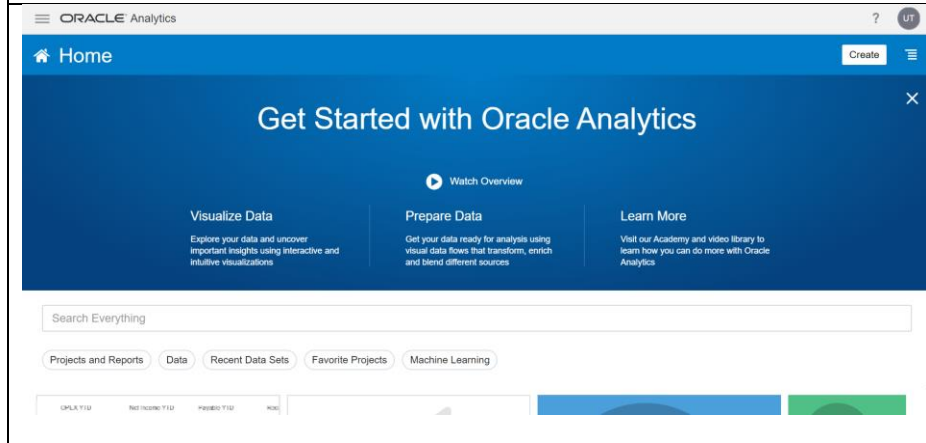 ORACLE Analytics
?
UT
Home
Create
Get Started with Oracle Analytics
Watch Overview
Visualize Data
Explore your data and uncover
important insights using interactive and
intuitive visualizations
Prepare Data
Get your data ready for analysis using
visual data flows that transform, enrich
and blend different sources
Learn More
Visit our Academy and video library to
learn how you can do more with Oracle
Analytics
Search Everything
Projects and Reports
Data
Recent Data Sets
Favorite Projects
Machine Learning
Net Income YTD
Payable YTD